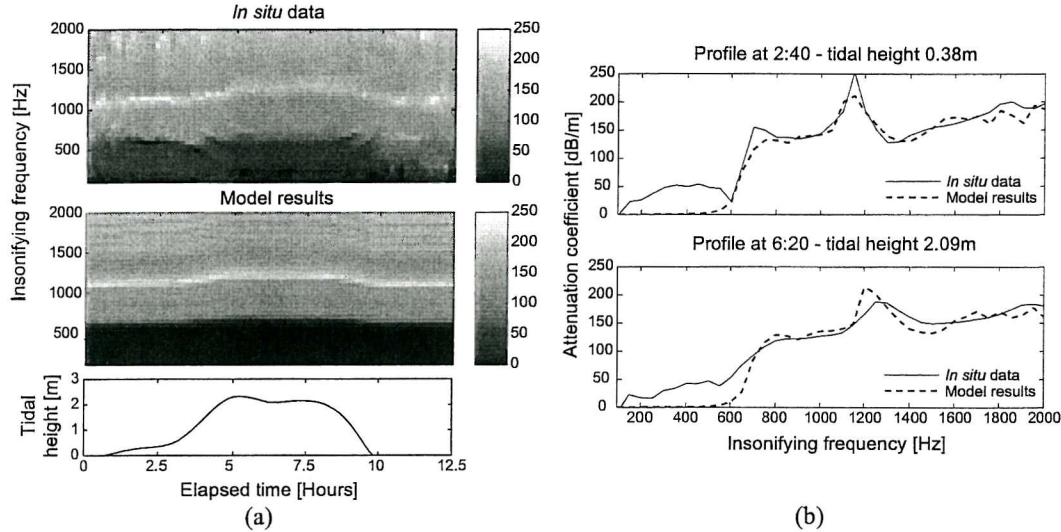 In situ data
2000
1500
1000
500
250
200
150
100
50
0
Model results
2000
1500
1000
500
250
200
150
100
50
0
Insonifying frequency [Hz]
3
2
1
0
Tidal
height [m]
0
2.5
5
7.5
10
12.5
Elapsed time [Hours]
(a)
Profile at 2:40 - tidal height 0.38m
250
200
150
100
50
0
In situ data
Model results
Profile at 6:20 - tidal height 2.09m
250
200
150
100
50
0
In situ data
Model results
Attenuation coefficient [dB/m]
200 400 600 800 1000 1200 1400 1600 1800 2000
Insonifying frequency [Hz]
(b)